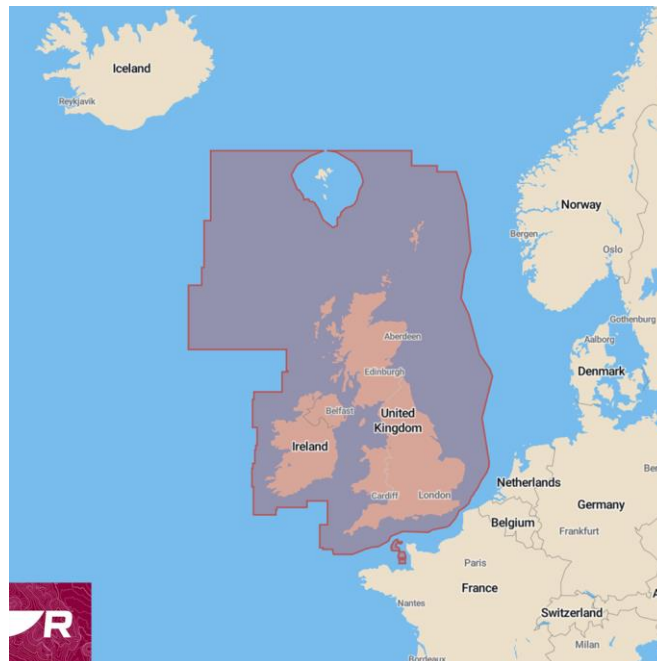 Iceland
Reykjavik
Norway
Bergen
Oslo
Gothenburg
Aalborg
Aberdeen
Denmark
Edinburgh
Belfast
United
Kingdom
Ireland
Netherlands
Cardiff
London
Germany
Belgium
Frankfurt
Paris
France
Nantes
Switzerland
Milan
Bordeaux
R